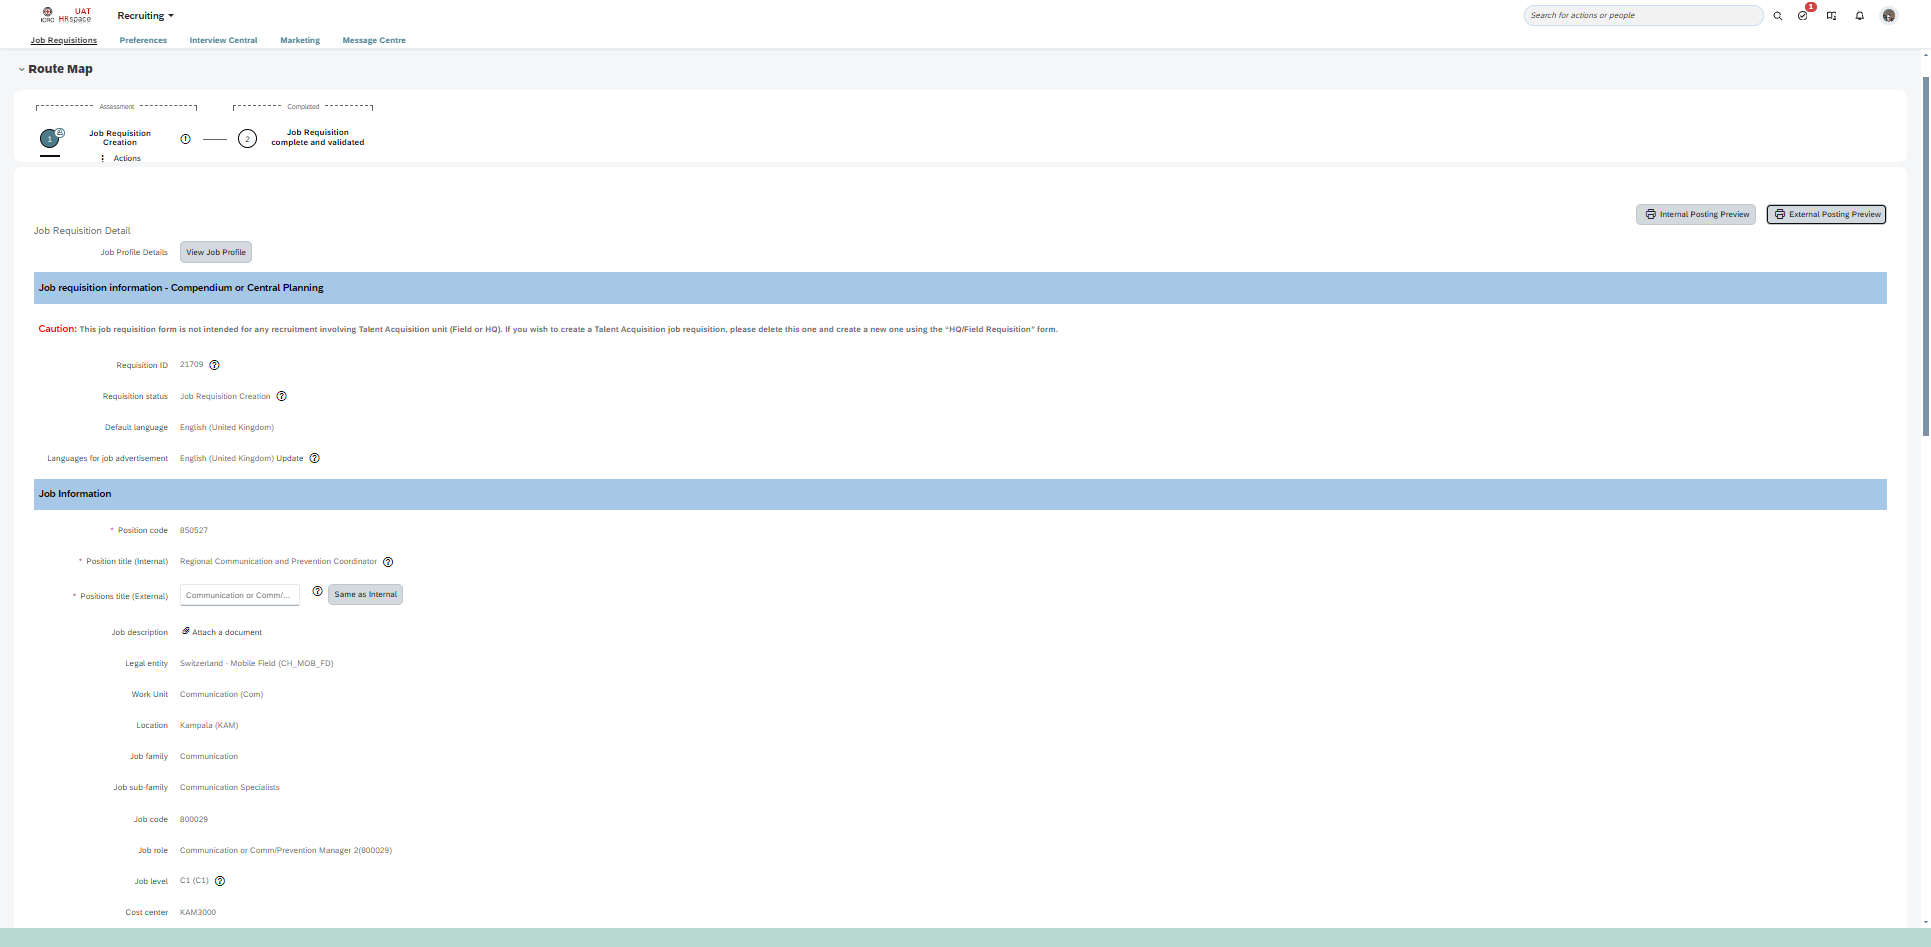 ICRC UAT HRspace Recruiting Search for actions or people 1
Job Requisitions Preferences Interview Central Marketing Message Centre
Route Map
Assessment Completed
1 Job Requisition Creation 2 Job Requisition complete and validated
Actions
Internal Posting Preview External Posting Preview
Job Requisition Detail
Job Profile Details View Job Profile
Job requisition information - Compendium or Central Planning
Caution: This job requisition form is not intended for any recruitment involving Talent Acquisition unit (Field or HQ). If you wish to create a Talent Acquisition job requisition, please delete this one and create a new one using the “HQ/Field Requisition” form.
Requisition ID 21709
Requisition status Job Requisition Creation
Default language English (United Kingdom)
Languages for job advertisement English (United Kingdom) Update
Job Information
* Position code 850527
* Position title (Internal) Regional Communication and Prevention Coordinator
* Positions title (External) Communication or Comm/... Same as Internal
Job description Attach a document
Legal entity Switzerland - Mobile Field (CH_MOB_FD)
Work Unit Communication (Com)
Location Kampala (KAM)
Job family Communication
Job sub-family Communication Specialists
Job code 800029
Job role Communication or Comm/Prevention Manager 2(800029)
Job level C1 (C1)
Cost center KAM3000